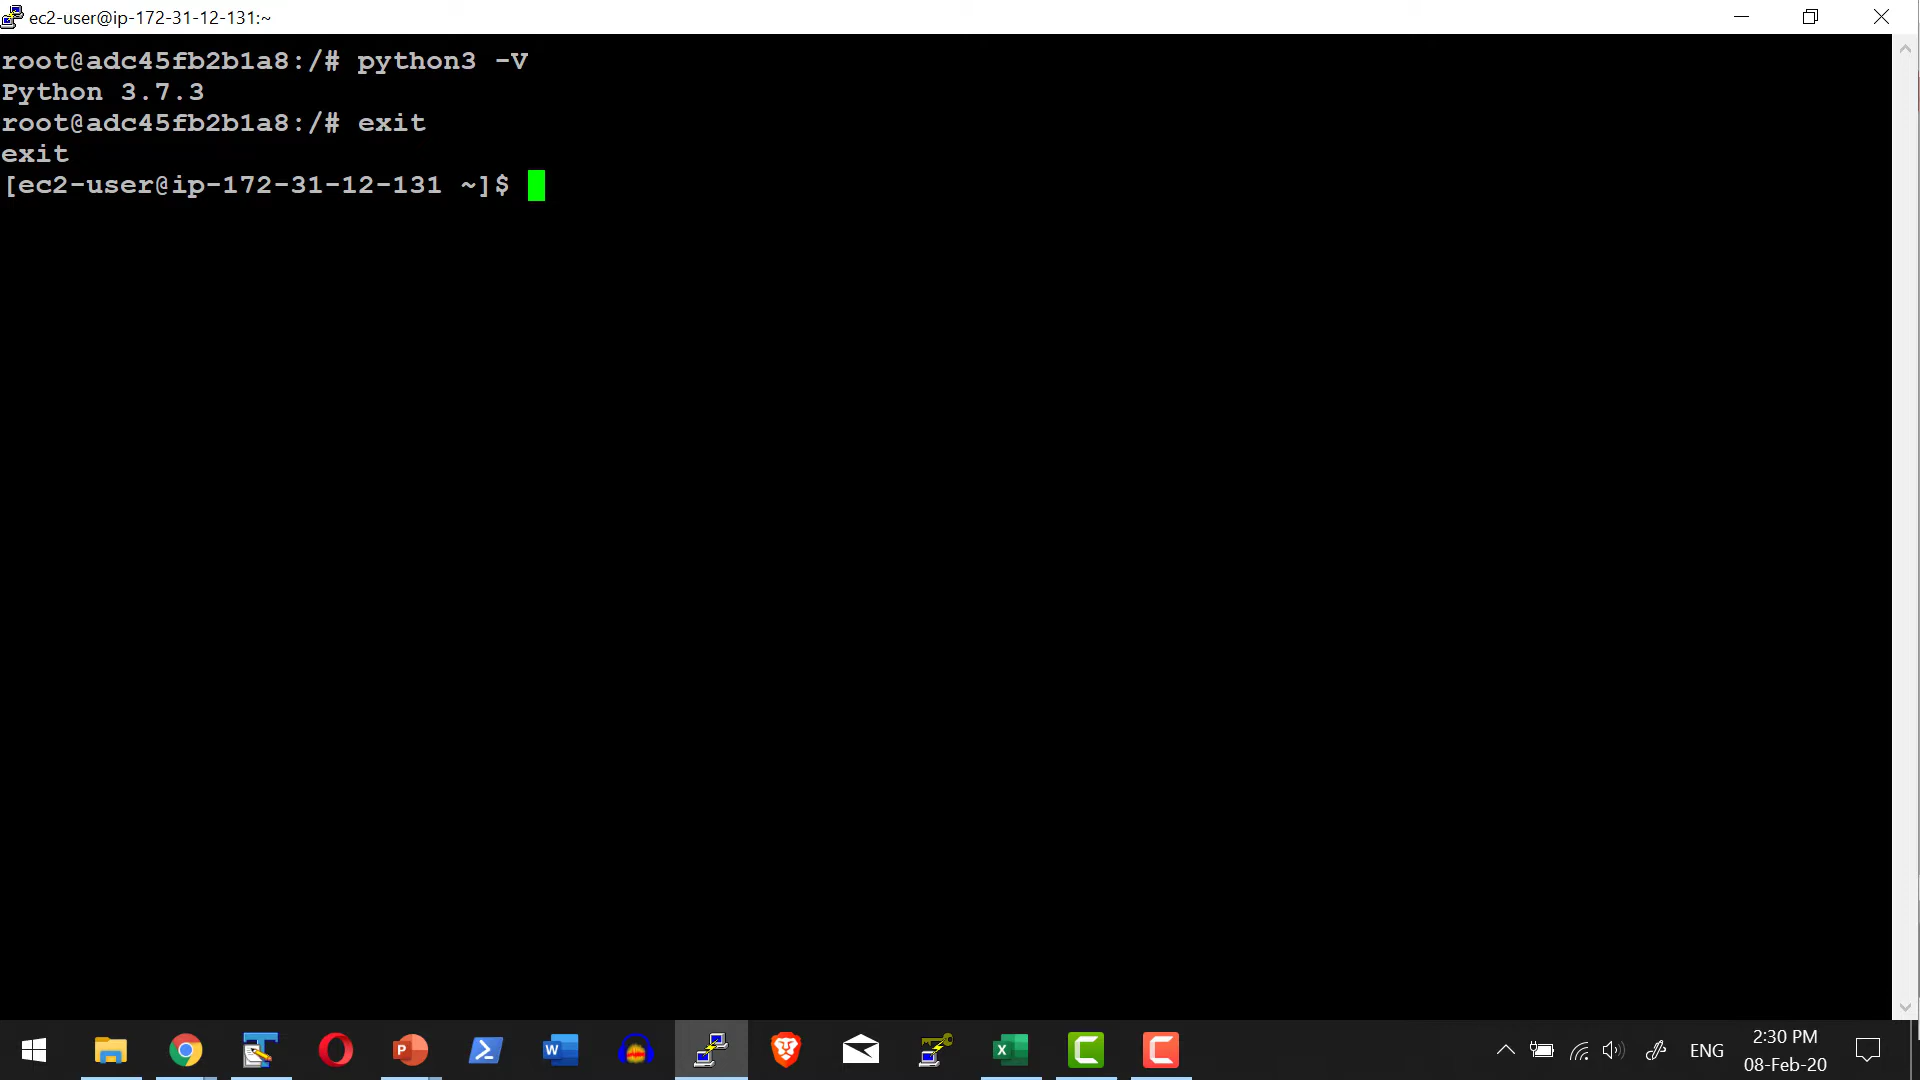 ec2-user@ip-172-31-12-131:~
root@adc45fb2b1a8:/# python3 -V
Python 3.7.3
root@adc45fb2b1a8:/# exit
exit
[ec2-user@ip-172-31-12-131 ~]$
ENG
2:30 PM
08-Feb-20